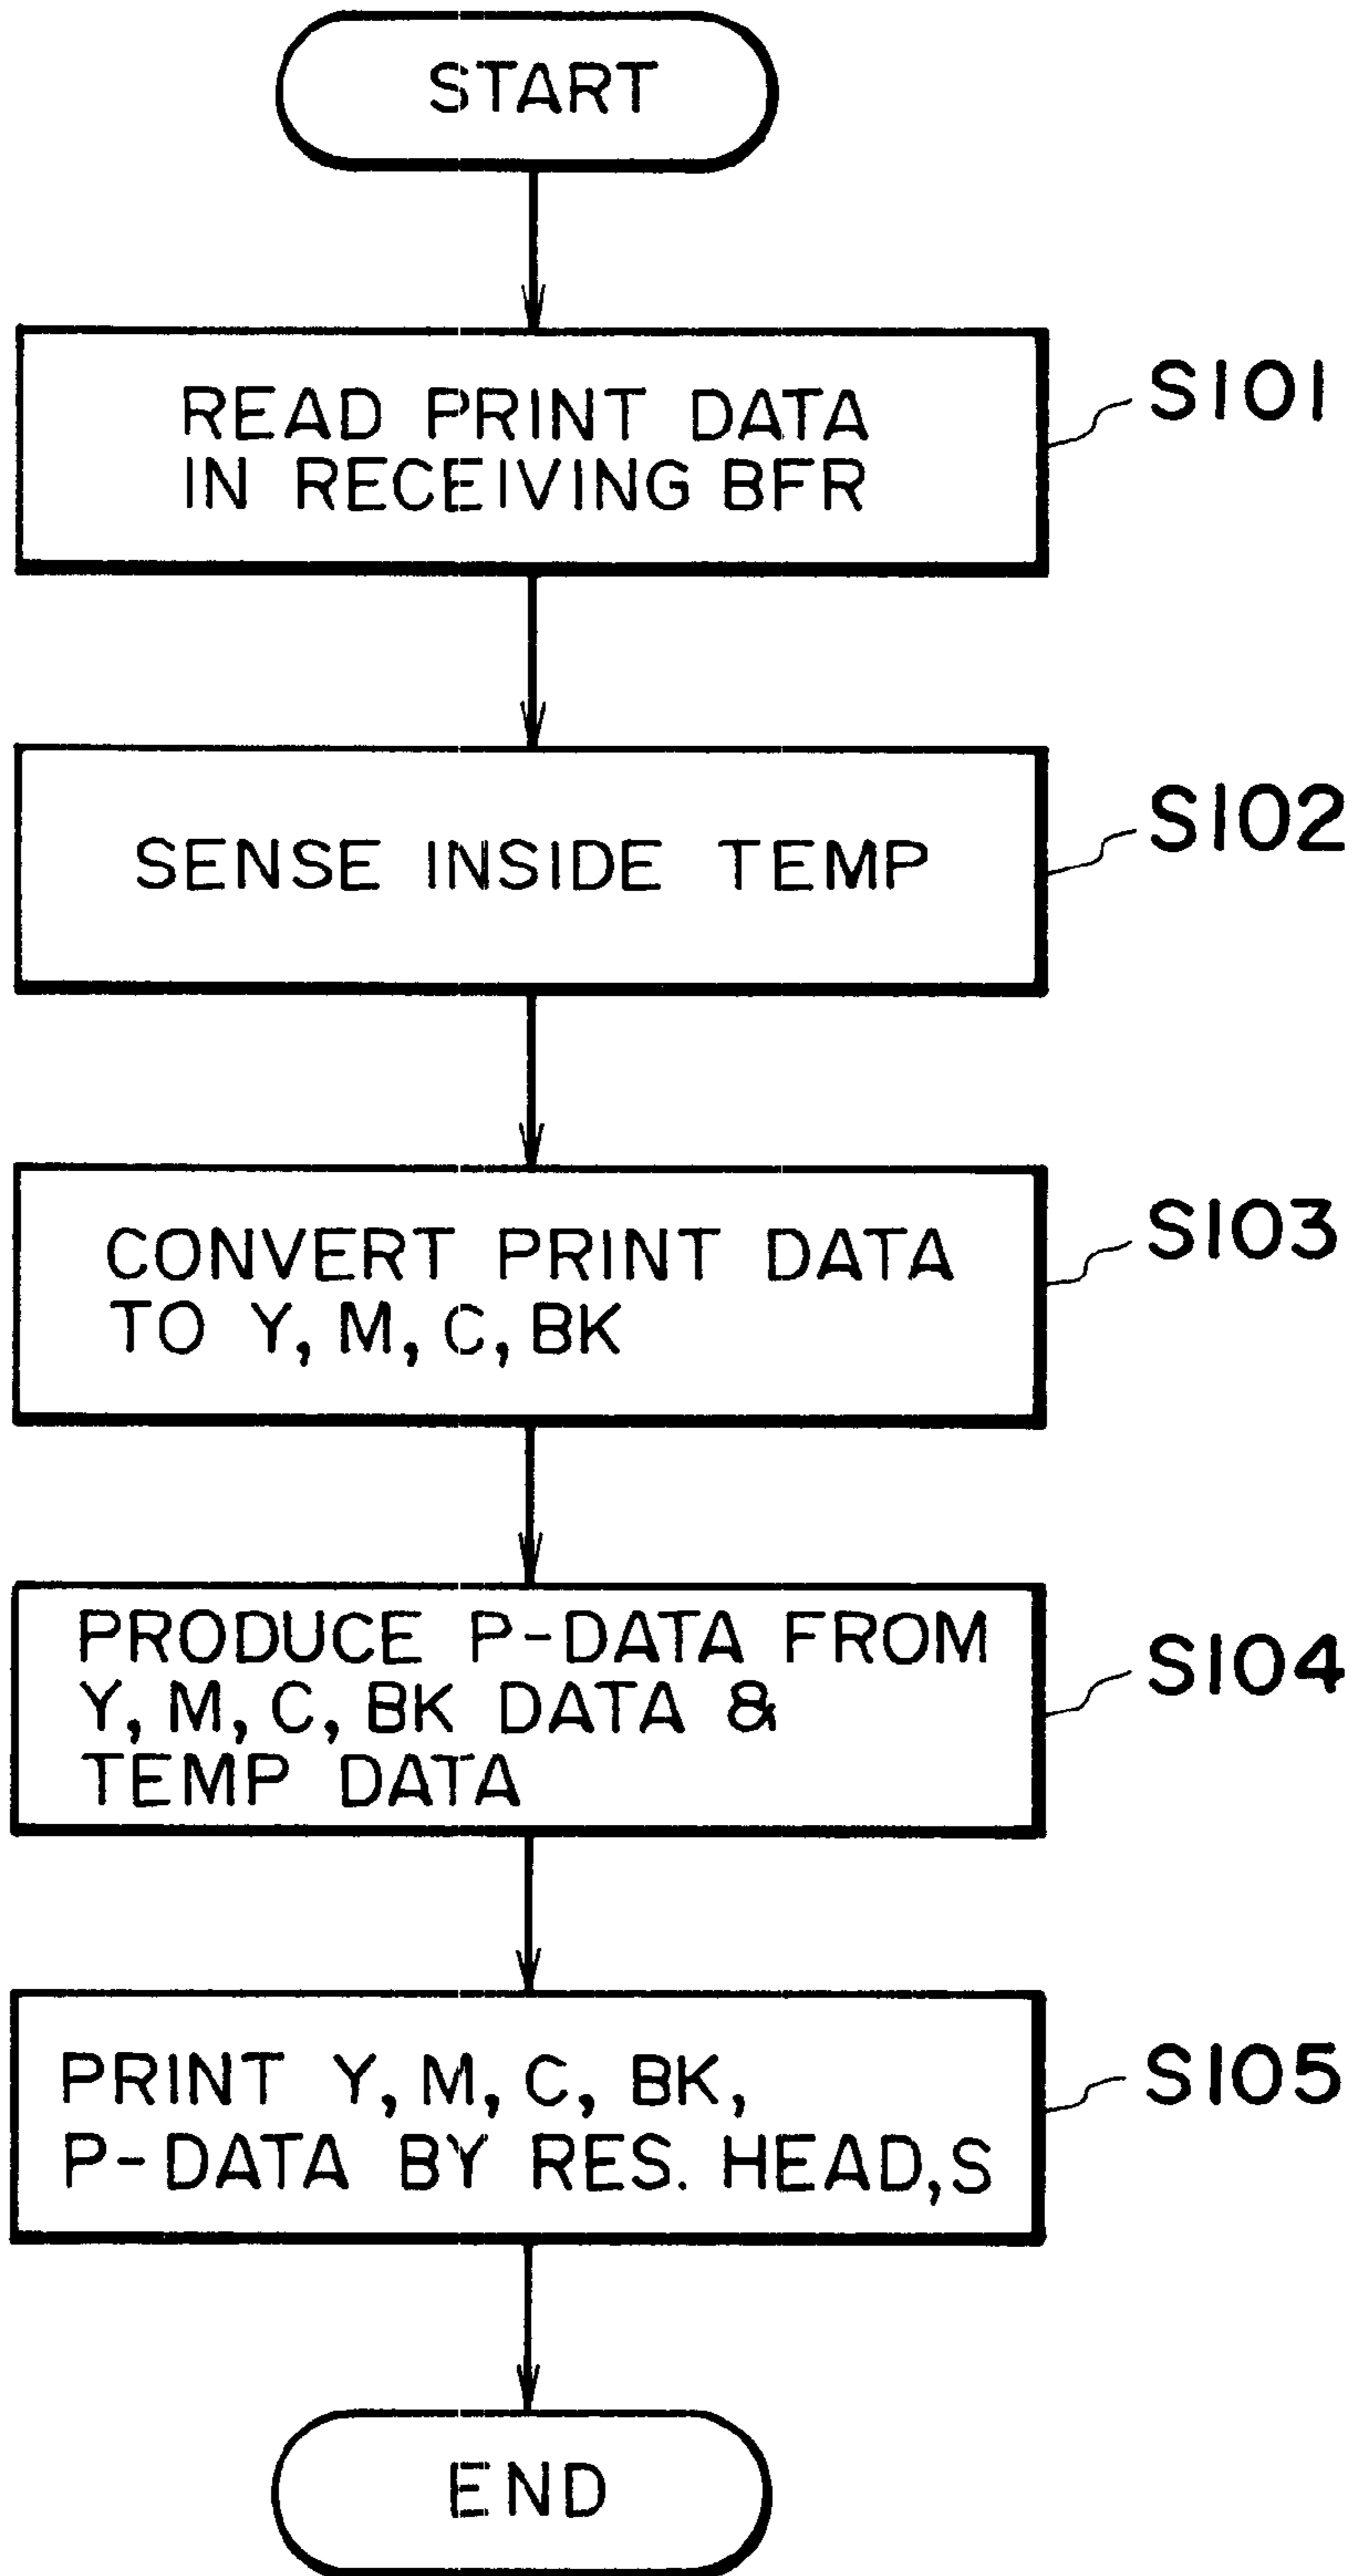 START
READ PRINT DATA
IN RECEIVING BFR
S101
SENSE INSIDE TEMP
S102
CONVERT PRINT DATA
TO Y, M, C, BK
S103
PRODUCE P-DATA FROM
Y, M, C, BK DATA &
TEMP DATA
S104
PRINT Y, M, C, BK,
P-DATA BY RES. HEAD,S
S105
END